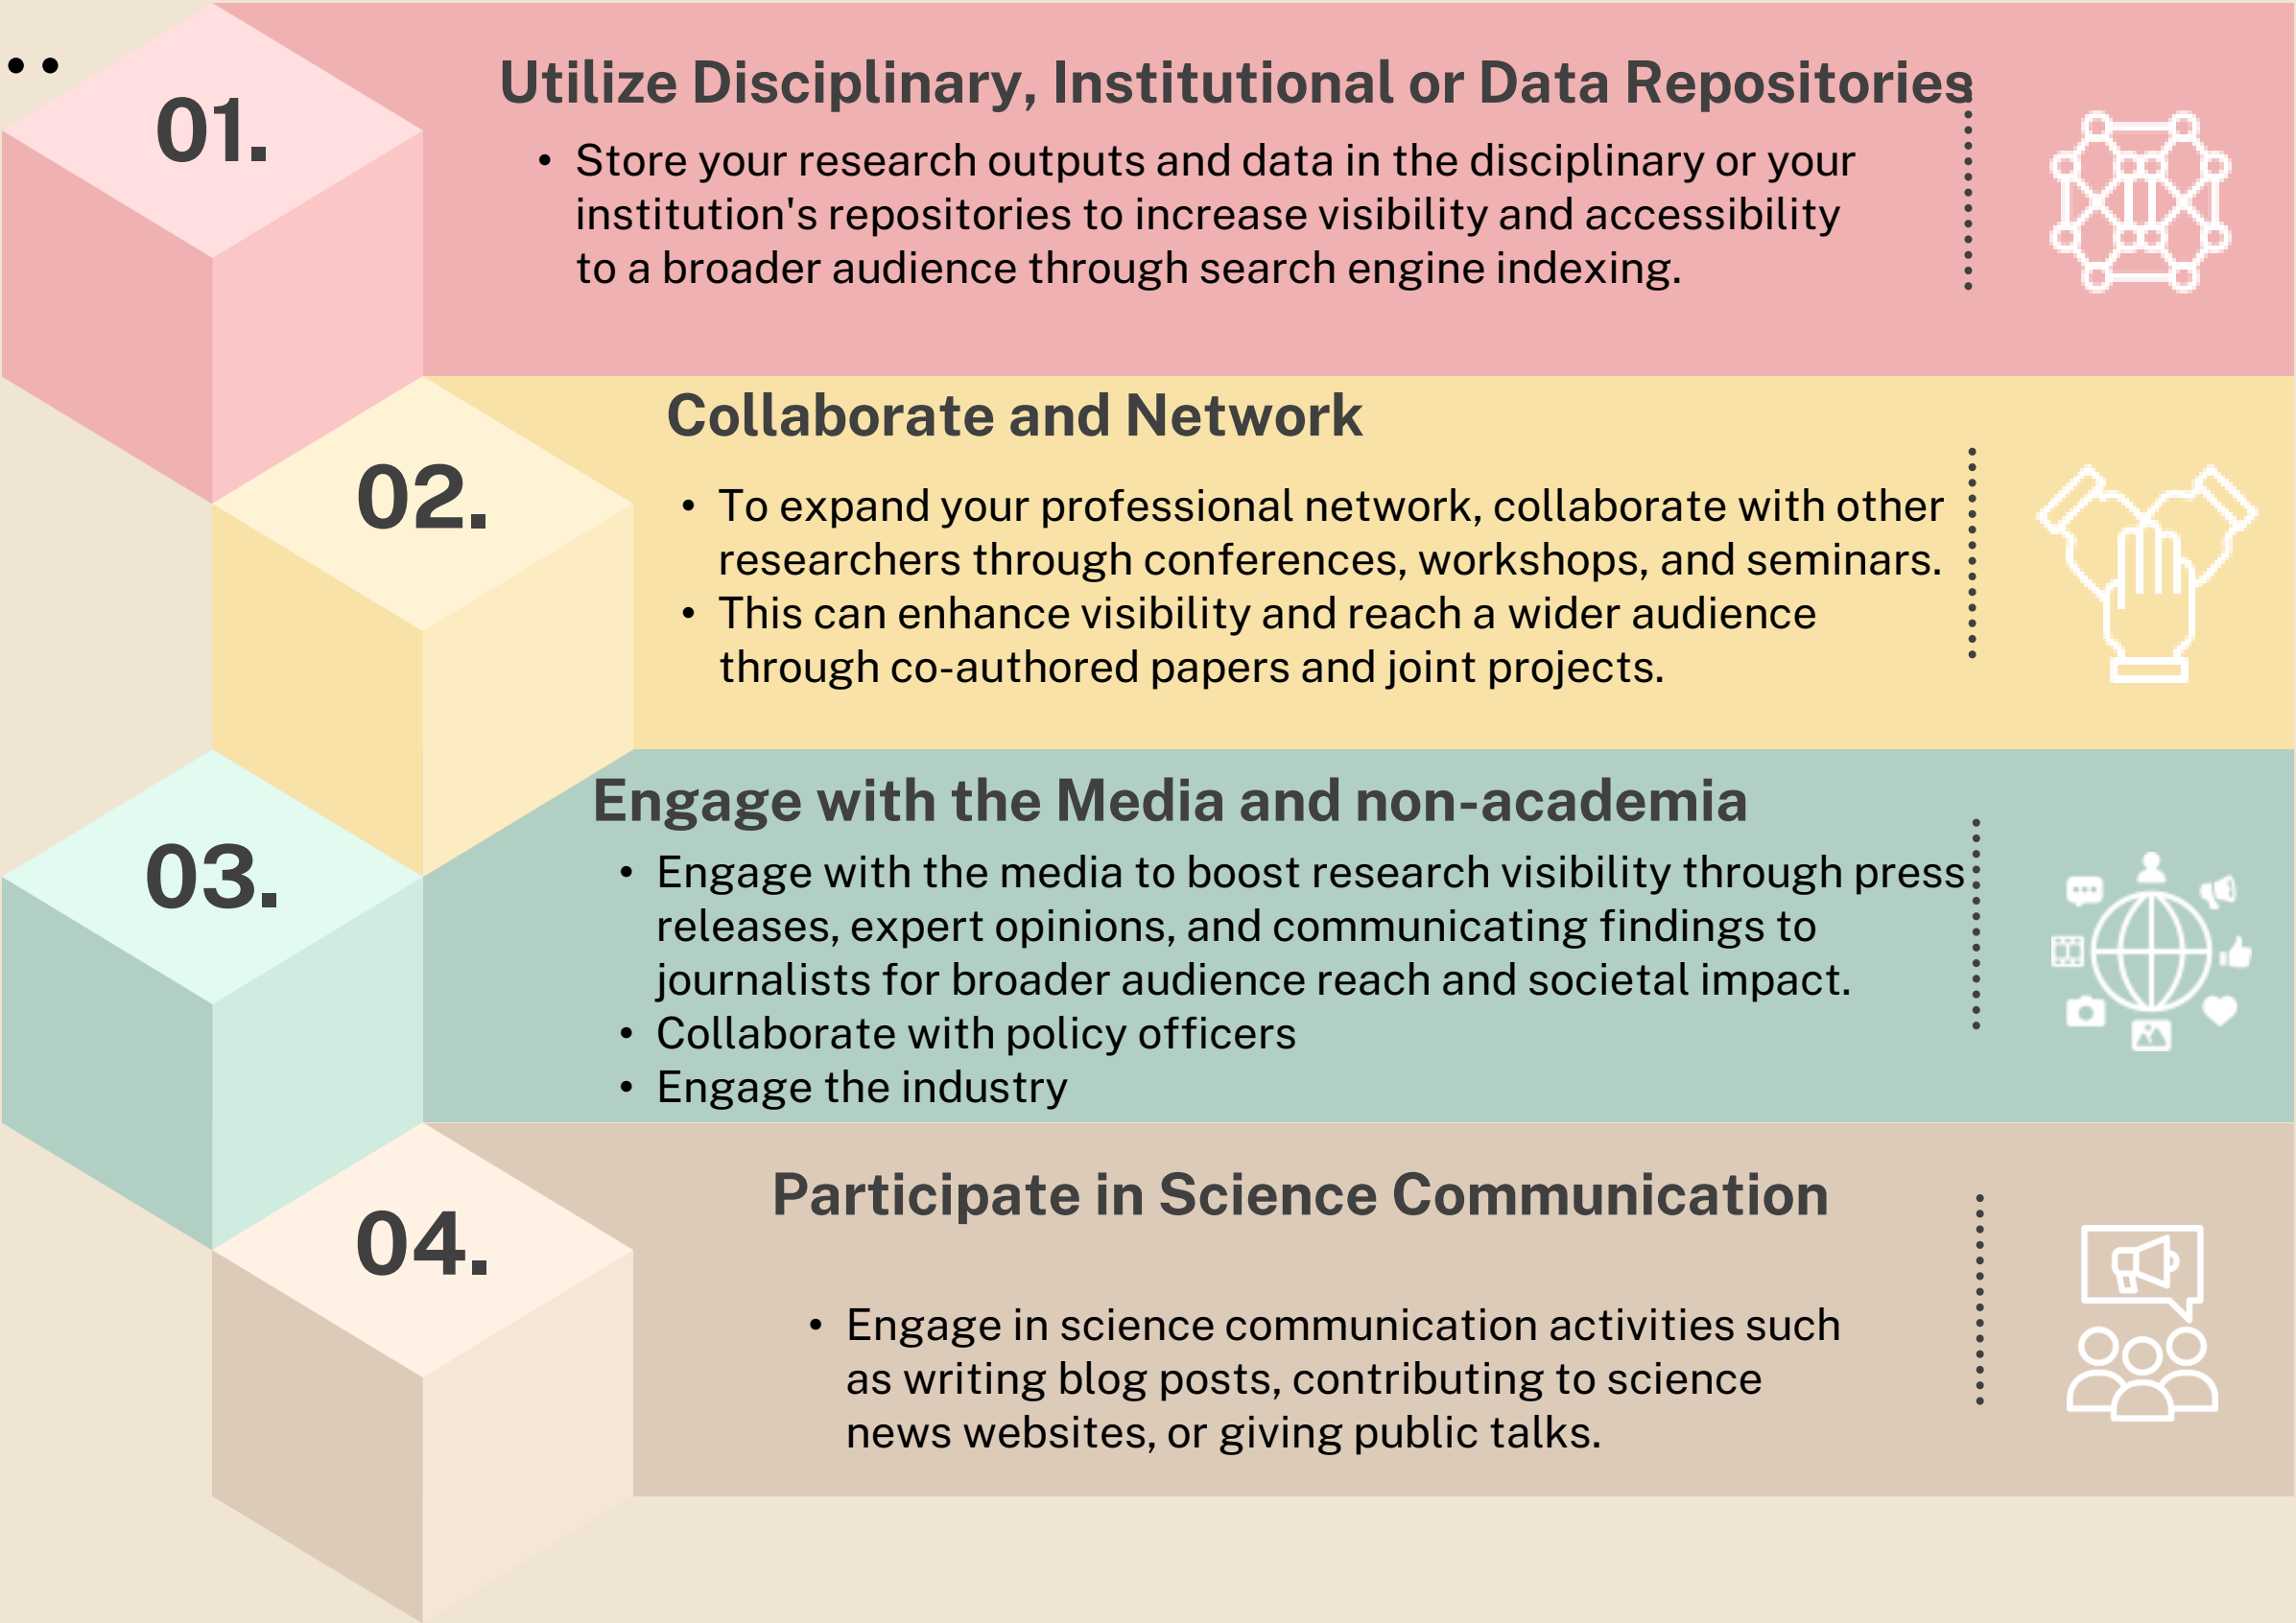 01.
Utilize Disciplinary, Institutional or Data Repositories
• Store your research outputs and data in the disciplinary or your
institution's repositories to increase visibility and accessibility
to a broader audience through search engine indexing.
02.
Collaborate and Network
• To expand your professional network, collaborate with other
researchers through conferences, workshops, and seminars.
• This can enhance visibility and reach a wider audience
through co-authored papers and joint projects.
03.
Engage with the Media and non-academia
• Engage with the media to boost research visibility through press
releases, expert opinions, and communicating findings to
journalists for broader audience reach and societal impact.
• Collaborate with policy officers
• Engage the industry
04.
Participate in Science Communication
• Engage in science communication activities such
as writing blog posts, contributing to science
news websites, or giving public talks.